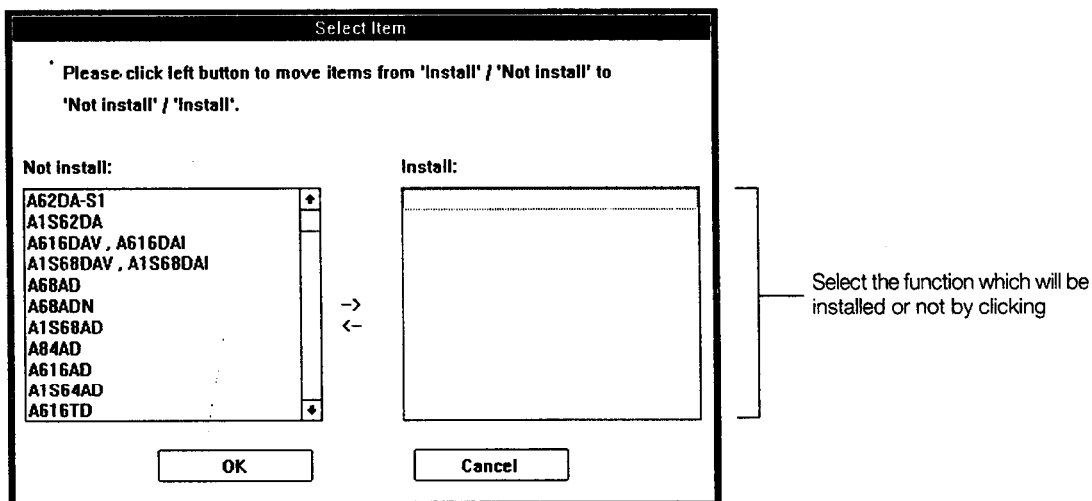 Select Item
Please click left button to move items from 'Install' / 'Not install' to
'Not install' / 'Install'.
Not install:
Install:
A62DA-S1
A1S62DA
A616DAV , A616DAI
A1S68DAV , A1S68DAI
A68AD
A68ADN
A1S68AD
A84AD
A616AD
A1S64AD
A616TD
->
<-
Select the function which will be
installed or not by clicking
OK
Cancel